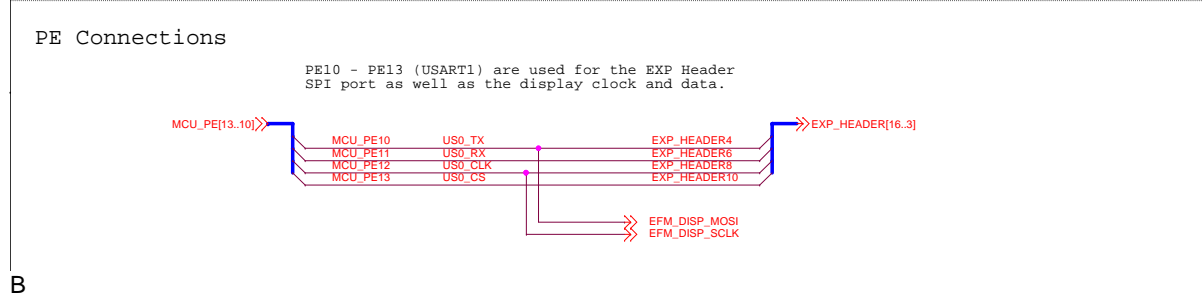 PE Connections
PE10 - PE13 (USART1) are used for the EXP Header
SPI port as well as the display clock and data.
MCU_PE[13..10] EXP_HEADER[16..3]
MCU_PE10 US0_TX EXP_HEADER4
MCU_PE11 US0_RX EXP_HEADER6
MCU_PE12 US0_CLK EXP_HEADER8
MCU_PE13 US0_CS EXP_HEADER10
EFM_DISP_MOSI
EFM_DISP_SCLK
B